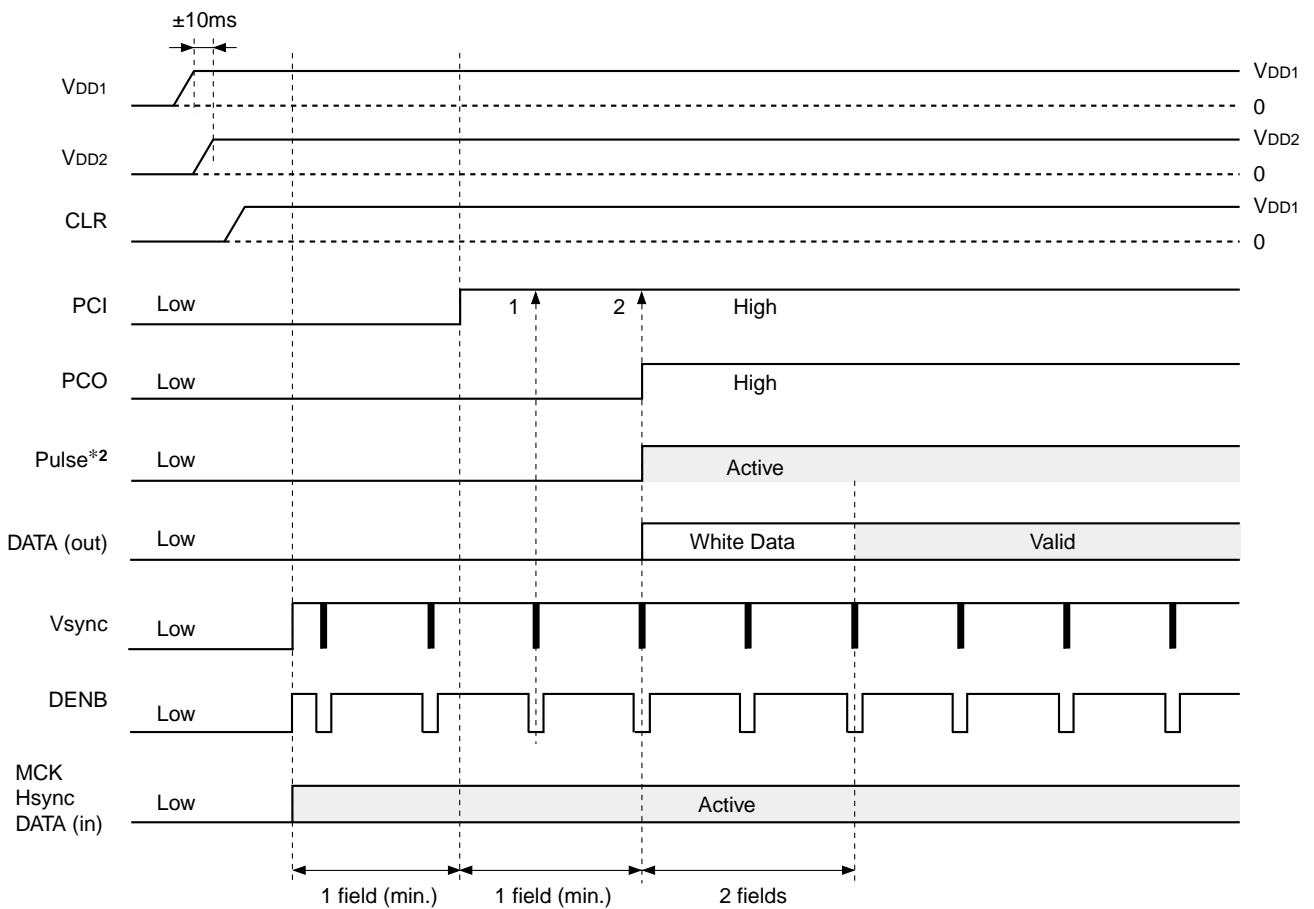 ±10ms
VDD1
VDD1
0
VDD2
VDD2
0
CLR
VDD1
0
PCI
Low
1
2
High
PCO
Low
High
Pulse*2
Low
Active
DATA (out)
Low
White Data
Valid
Vsync
Low
DENB
Low
MCK
Hsync
DATA (in)
Low
Active
1 field (min.)
1 field (min.)
2 fields